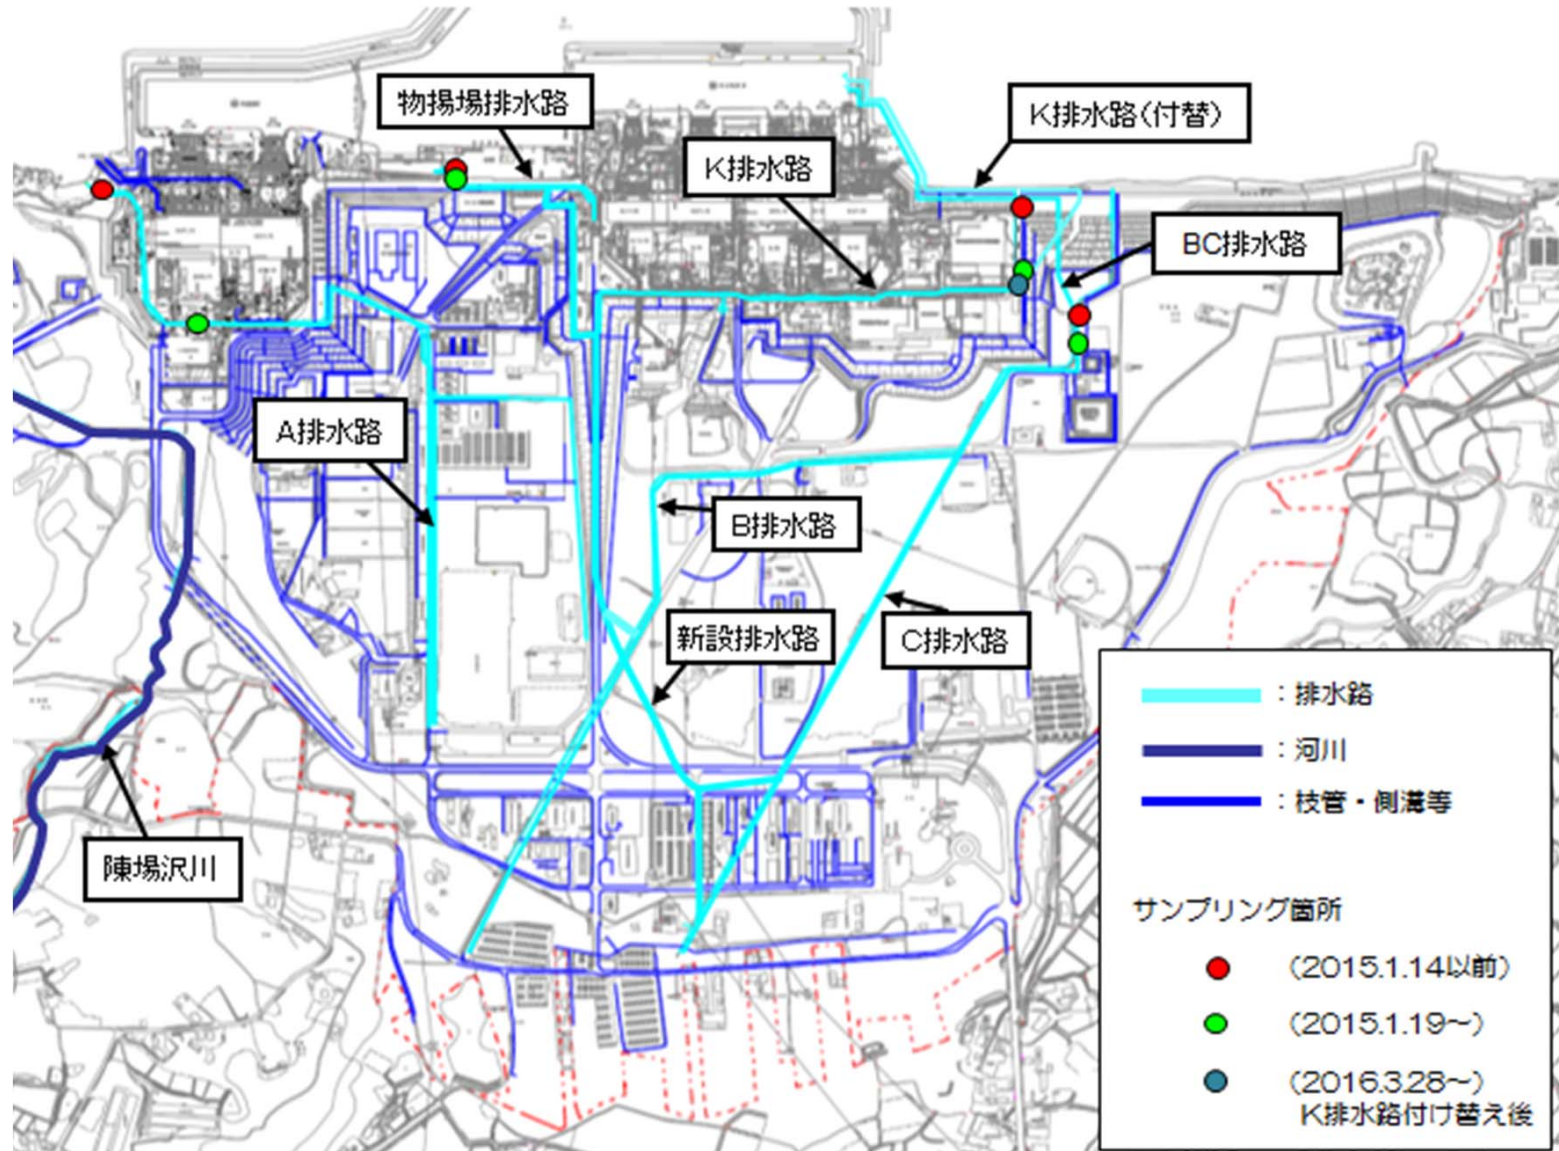 物揚場排水路
K排水路(付替)
K排水路
BC排水路
A排水路
B排水路
新設排水路
C排水路
陳場沢川
：排水路
：河川
：枝管・側溝等
サンプリング箇所
（2015.1.14以前）
（2015.1.19～）
（2016.3.28～）
K排水路付け替え後